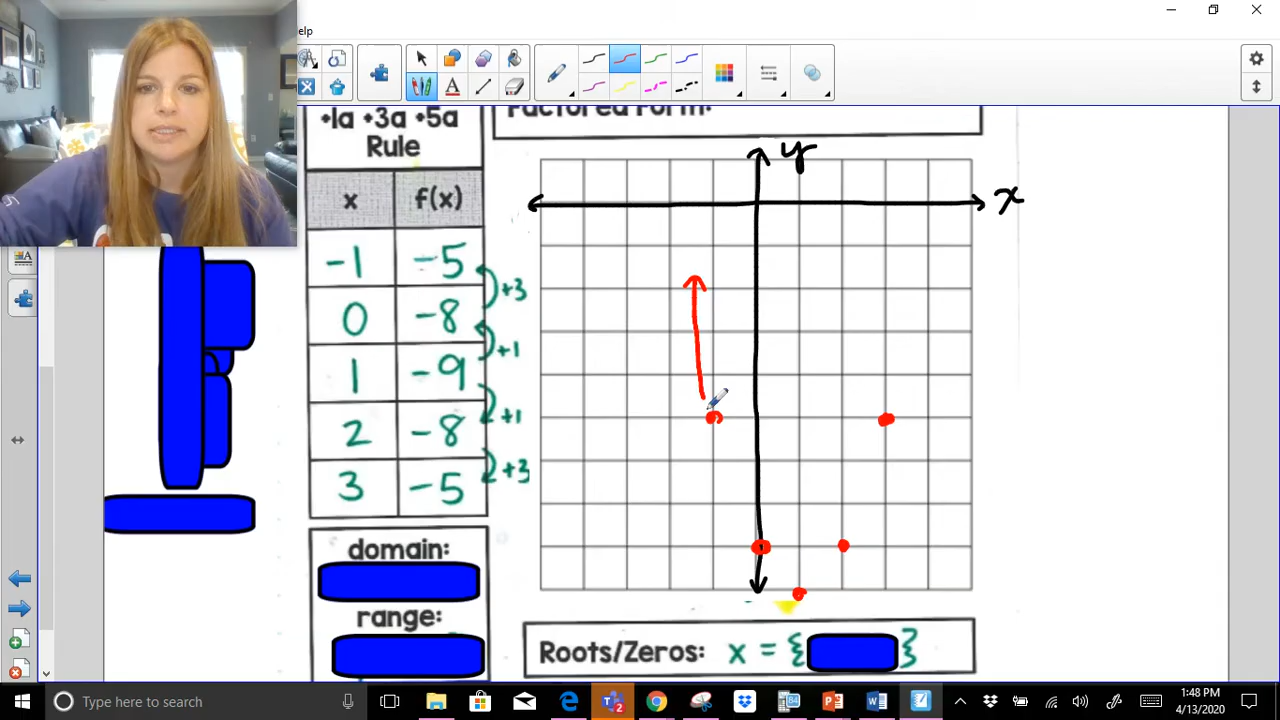 elp
+1a +3a +5a
Rule
Factored Form:
x f(x)
-1 -5
0 -8
1 -9
2 -8
3 -5
+3
+1
+1
+3
y
x
domain:
range:
Roots/Zeros: x = { }
Type here to search
1:48 PM
4/13/2020